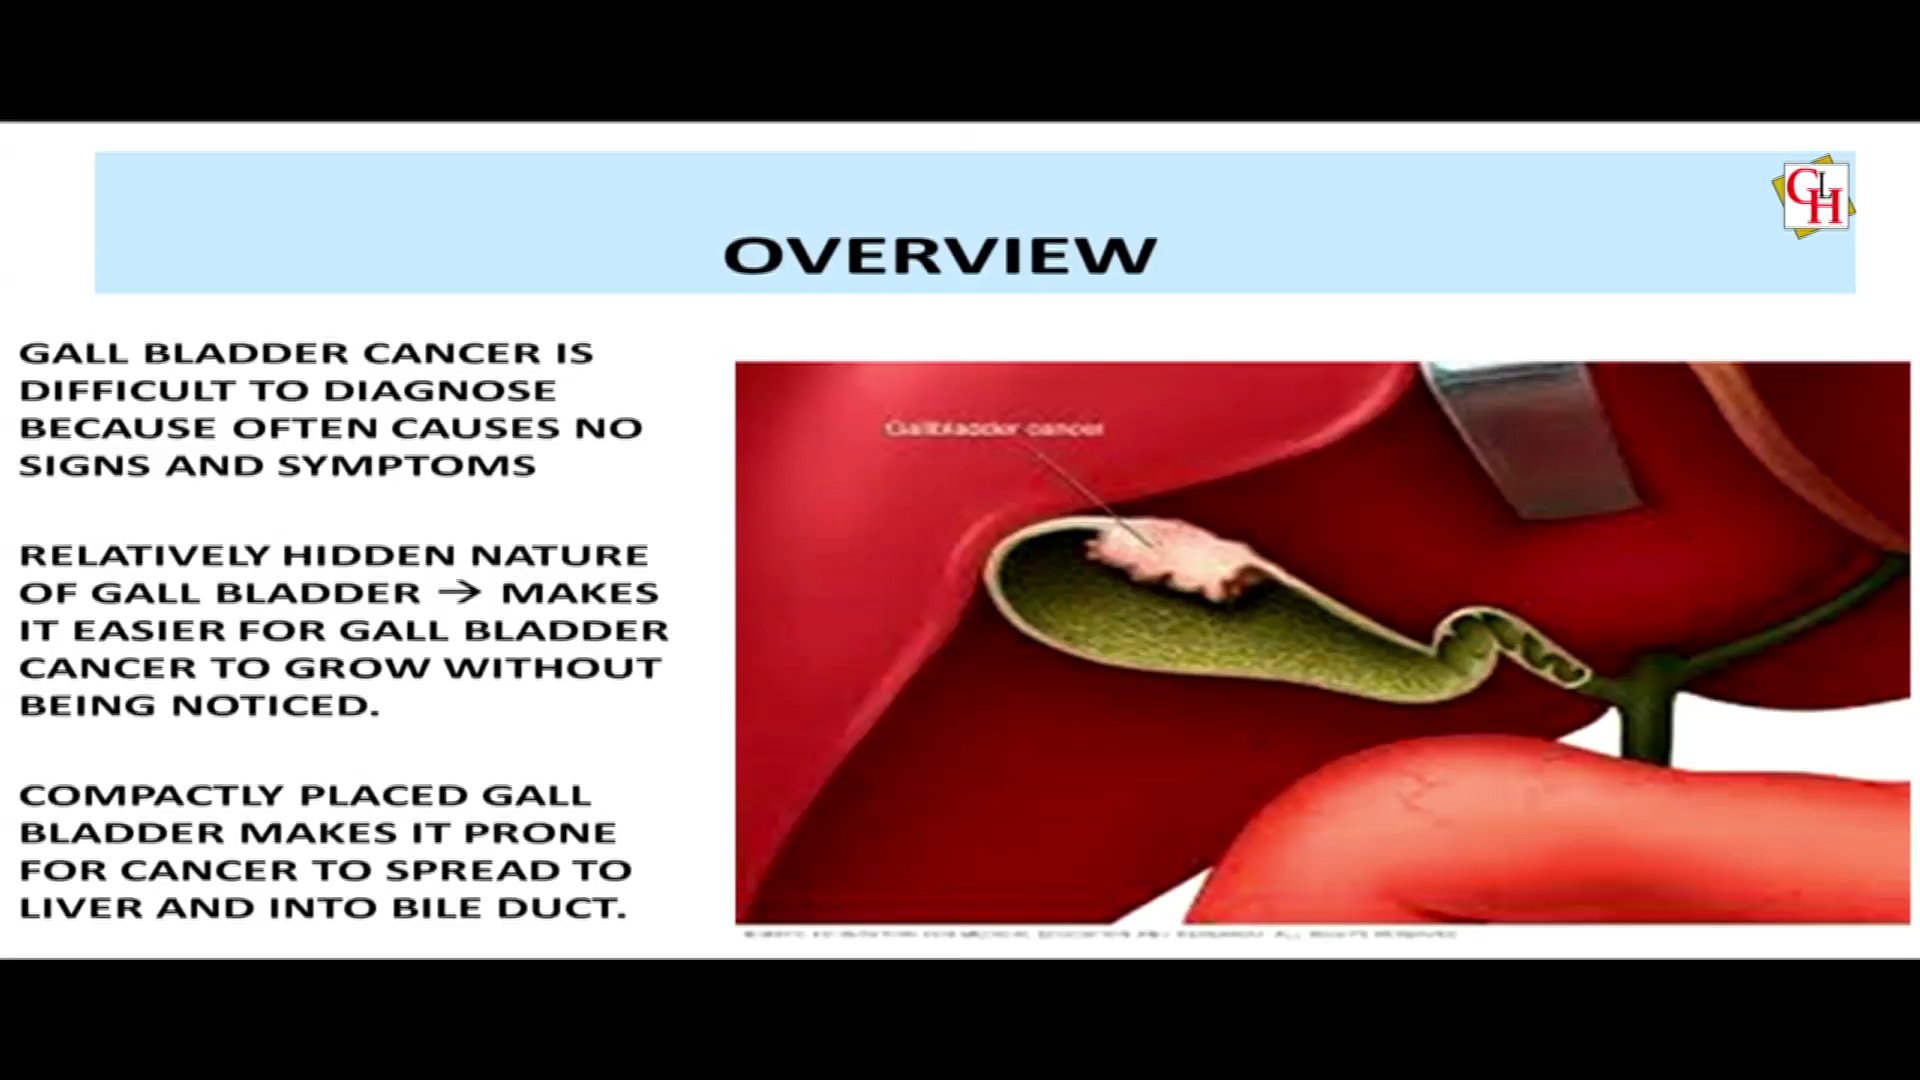 OVERVIEW
GLH
GALL BLADDER CANCER IS
DIFFICULT TO DIAGNOSE
BECAUSE OFTEN CAUSES NO
SIGNS AND SYMPTOMS
RELATIVELY HIDDEN NATURE
OF GALL BLADDER → MAKES
IT EASIER FOR GALL BLADDER
CANCER TO GROW WITHOUT
BEING NOTICED.
COMPACTLY PLACED GALL
BLADDER MAKES IT PRONE
FOR CANCER TO SPREAD TO
LIVER AND INTO BILE DUCT.
Gallbladder cancer